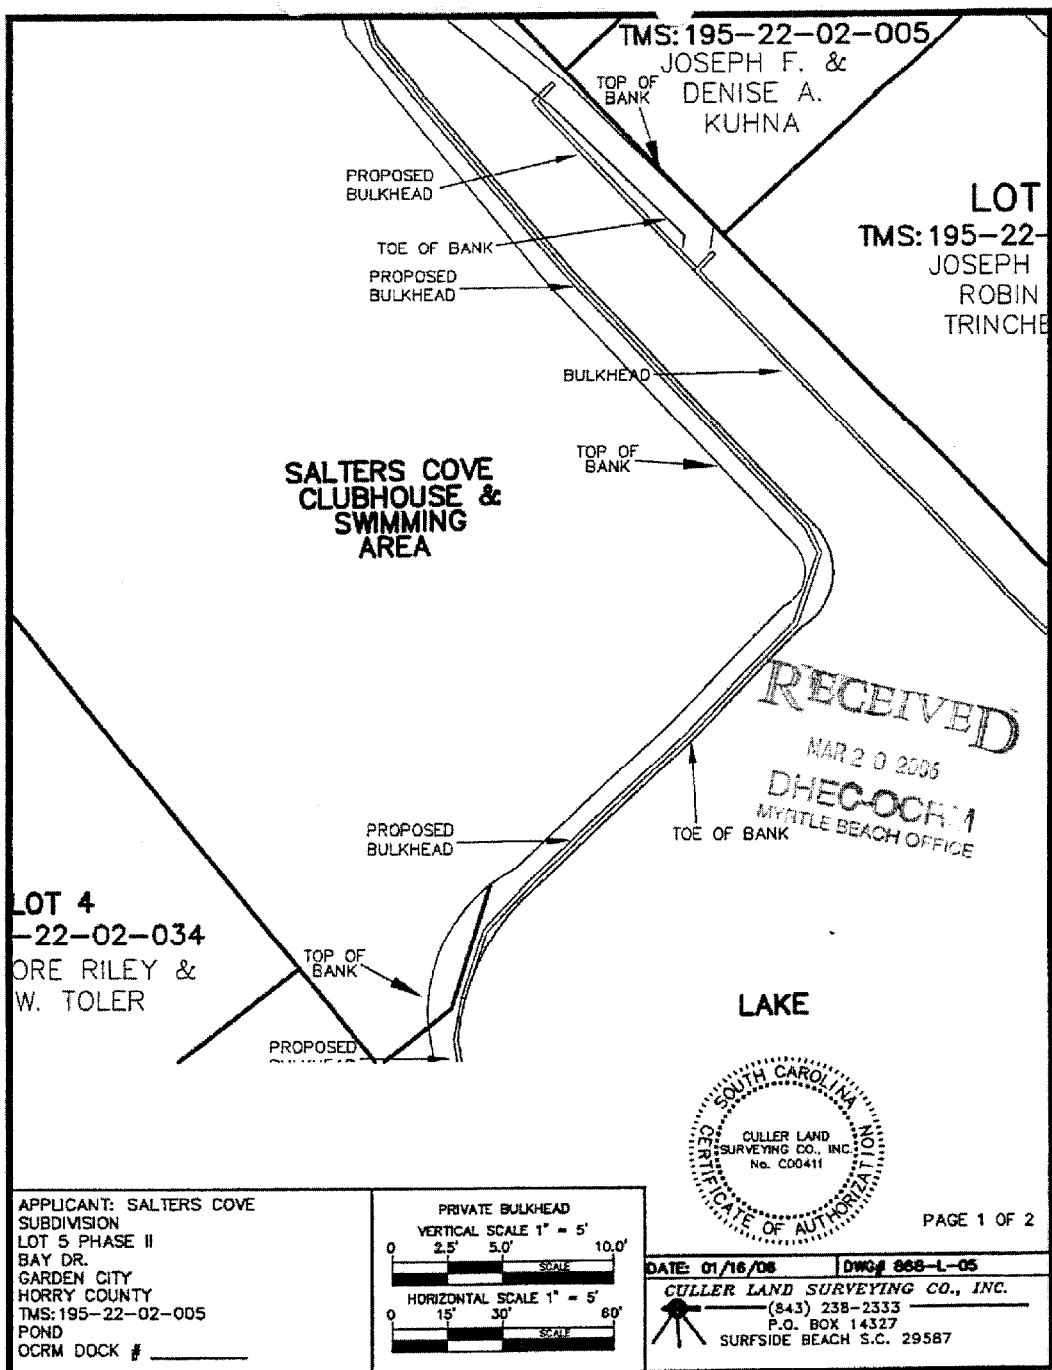 TMS: 195-22-02-005
JOSEPH F. &
DENISE A.
KUHNA
TOP OF
BANK
PROPOSED
BULKHEAD
LOT
TMS: 195-22-
JOSEPH
ROBIN
TRINCHE
TOE OF BANK
PROPOSED
BULKHEAD
BULKHEAD
TOP OF
BANK
SALTERS COVE
CLUBHOUSE &
SWIMMING
AREA
RECEIVED
MAR 20
DHEC-OCRM
MYRTLE BEACH OFFICE
PROPOSED
BULKHEAD
TOE OF BANK
LOT 4
-22-02-034
ORE RILEY &
W. TOLER
TOP OF
BANK
LAKE
PROPOSED
SOUTH CAROLINA
CULLER LAND
SURVEYING CO., INC.
No. C00411
CERTIFICATE OF AUTHORIZATION
PAGE 1 OF 2
APPLICANT: SALTERS COVE
SUBDIVISION
LOT 5 PHASE II
BAY DR.
GARDEN CITY
HORRY COUNTY
TMS: 195-22-02-005
POND
OCRM DOCK #
PRIVATE BULKHEAD
VERTICAL SCALE 1" = 5'
0 2.5' 5.0' 10.0'
SCALE
HORIZONTAL SCALE 1" = 5'
0 15' 30' 60'
SCALE
DATE: 01/16/06 DWG# 868-L-05
CULLER LAND SURVEYING CO., INC.
(843) 238-2333
P.O. BOX 14327
SURFSIDE BEACH S.C. 29587